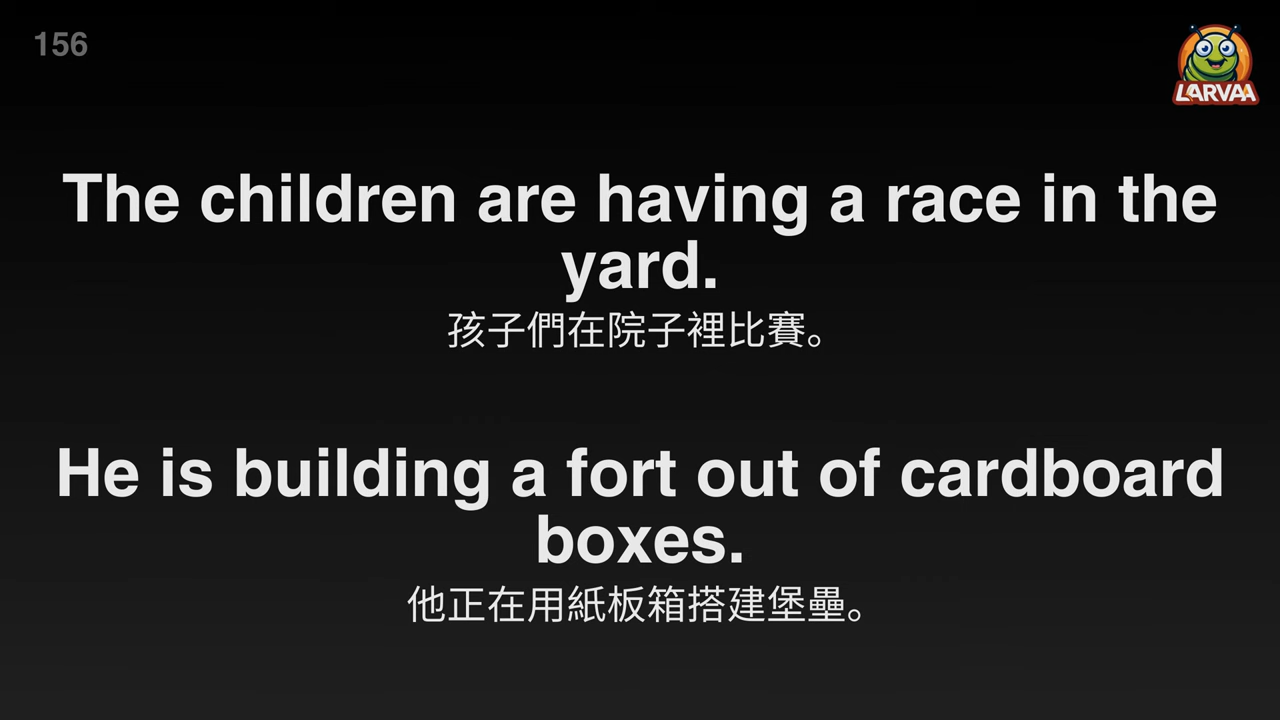 156
LARVAA
The children are having a race in the
yard.
孩子們在院子裡比賽。
He is building a fort out of cardboard
boxes.
他正在用紙板箱搭建堡壘。